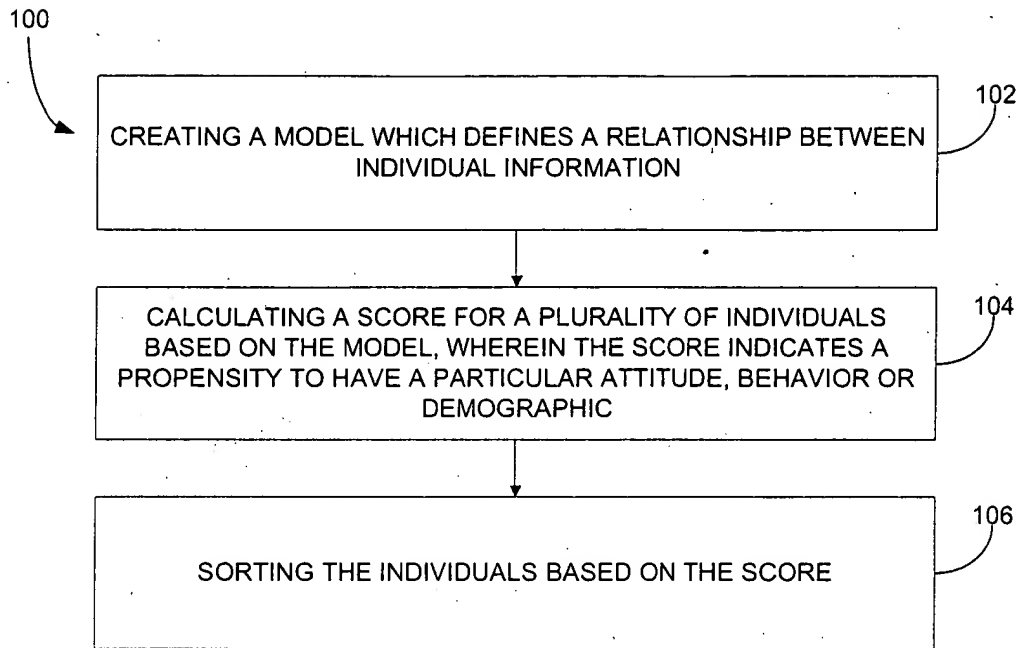 100
102
CREATING A MODEL WHICH DEFINES A RELATIONSHIP BETWEEN
INDIVIDUAL INFORMATION
104
CALCULATING A SCORE FOR A PLURALITY OF INDIVIDUALS
BASED ON THE MODEL, WHEREIN THE SCORE INDICATES A
PROPENSITY TO HAVE A PARTICULAR ATTITUDE, BEHAVIOR OR
DEMOGRAPHIC
106
SORTING THE INDIVIDUALS BASED ON THE SCORE